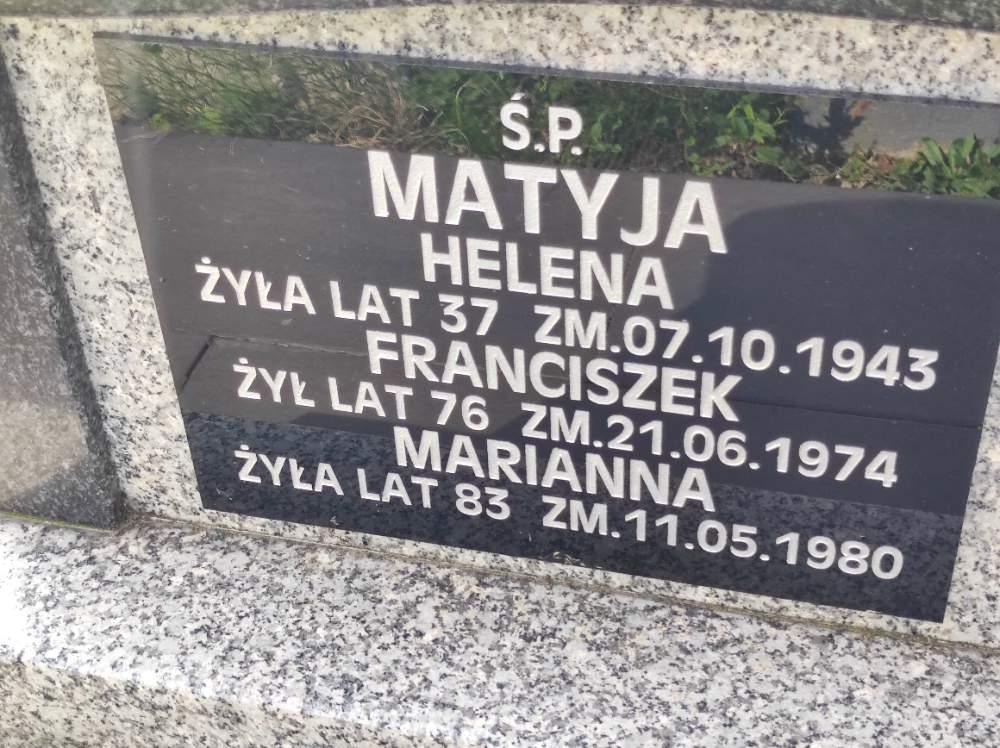 Ś.P.
MATYJA
HELENA
ŻYŁA LAT 37 ZM.07.10.1943
FRANCISZEK
ŻYŁ LAT 76 ZM.21.06.1974
MARIANNA
ŻYŁA LAT 83 ZM.11.05.1980